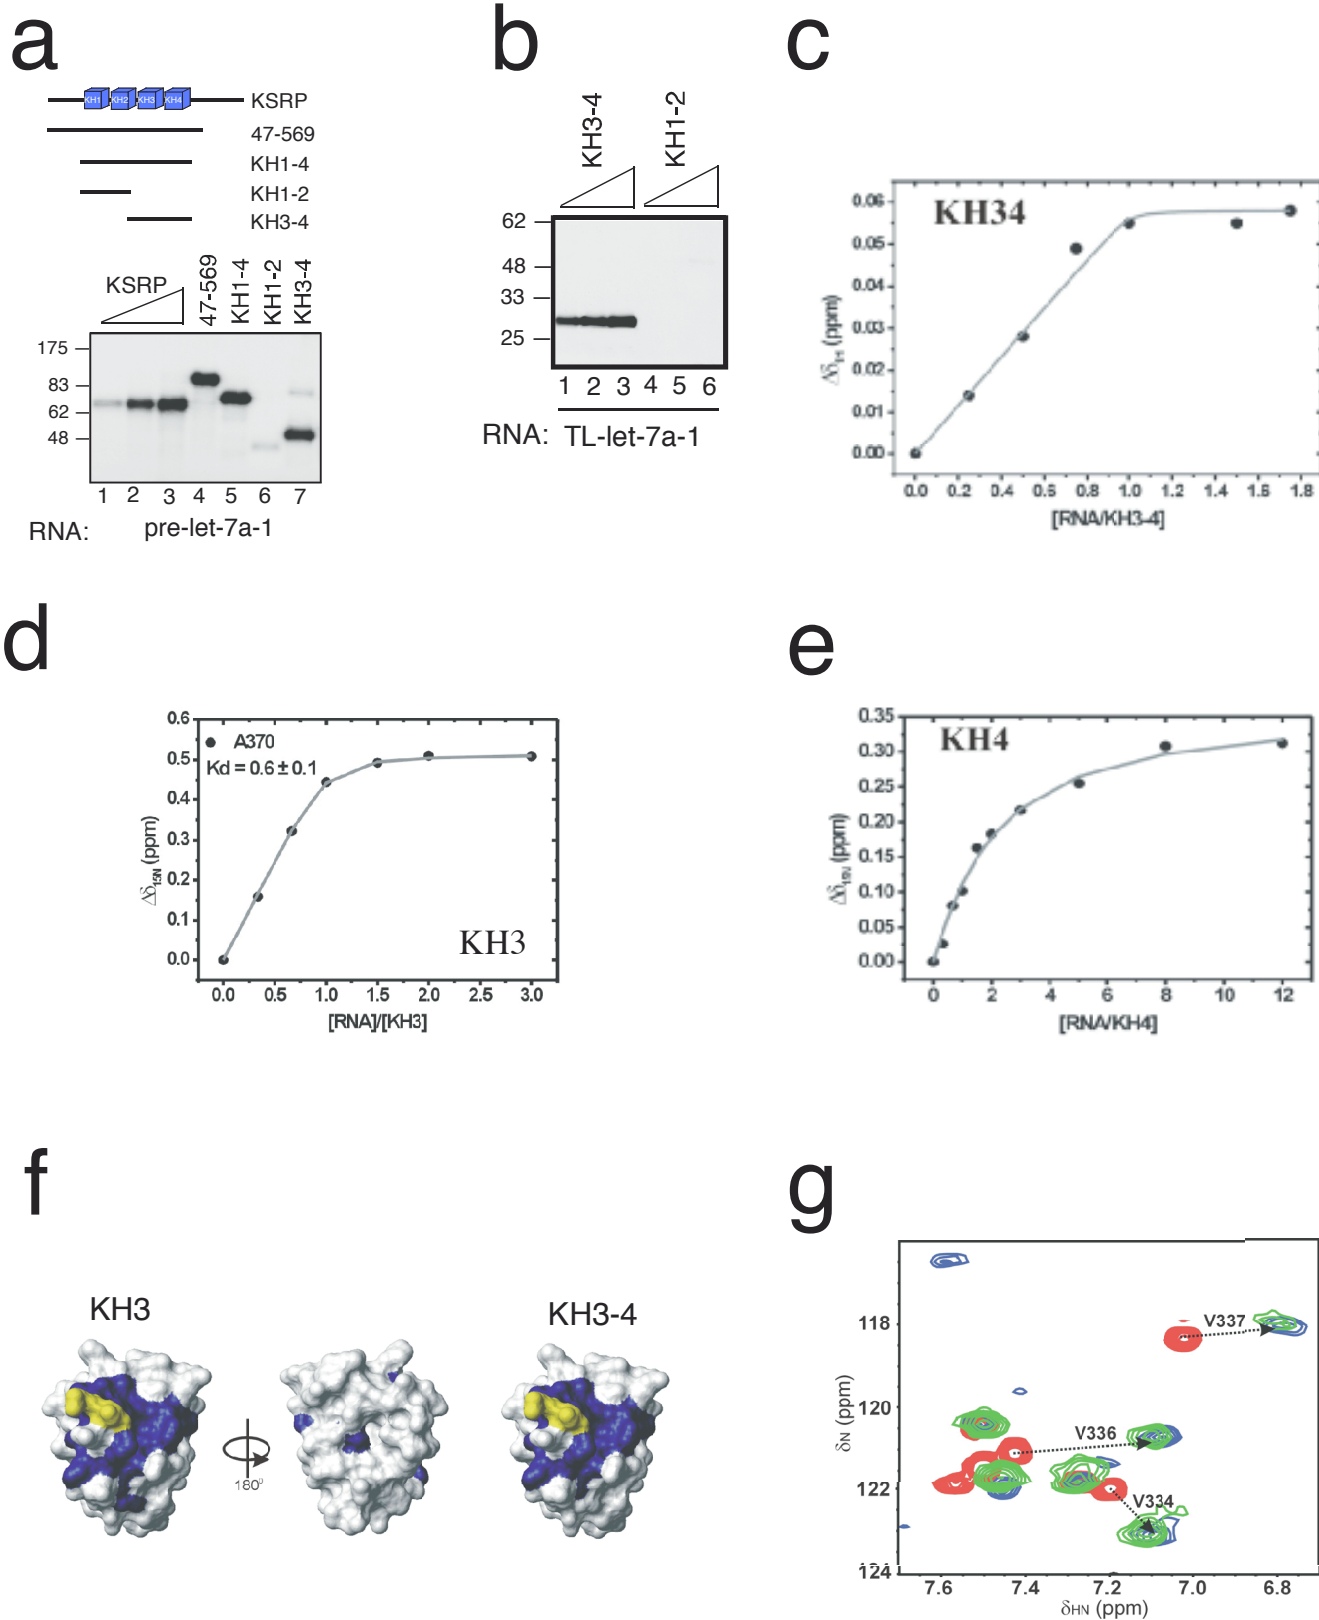 a
KH1 KH2 KH3 KH4
KSRP
47-569
KH1-4
KH1-2
KH3-4
KSRP
47-569
KH1-4
KH1-2
KH3-4
175
83
62
48
1 2 3 4 5 6 7
RNA: pre-let-7a-1
b
KH3-4
KH1-2
62
48
33
25
1 2 3 4 5 6
RNA: TL-let-7a-1
c
KH34
0.06
0.05
0.04
0.03
0.02
0.01
0.00
Δδ (ppm)
0.0 0.2 0.4 0.6 0.8 1.0 1.2 1.4 1.6 1.8
[RNA/KH3-4]
d
A370
Kd = 0.6 ± 0.1
0.6
0.5
0.4
0.3
0.2
0.1
0.0
Δδ15N (ppm)
KH3
0.0 0.5 1.0 1.5 2.0 2.5 3.0
[RNA]/[KH3]
e
KH4
0.35
0.30
0.25
0.20
0.15
0.10
0.05
0.00
Δδ15N (ppm)
0 2 4 6 8 10 12
[RNA/KH4]
f
KH3
KH3-4
180°
g
118
120
122
124
δN (ppm)
V337
V336
V334
7.6 7.4 7.2 7.0 6.8
δHN (ppm)